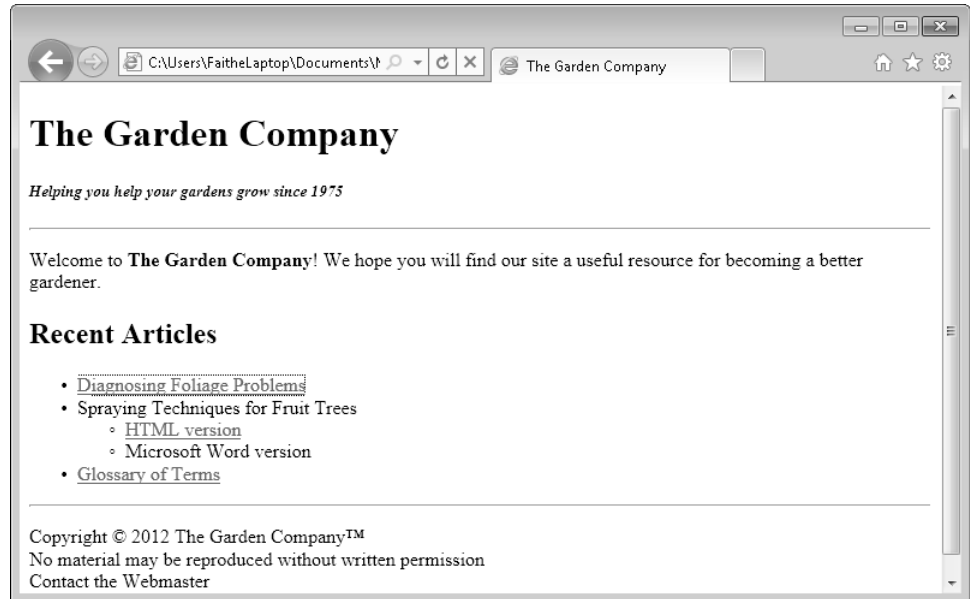 C:\Users\FaitheLaptop\Documents\
The Garden Company
The Garden Company
Helping you help your gardens grow since 1975
Welcome to The Garden Company! We hope you will find our site a useful resource for becoming a better
gardener.
Recent Articles
• Diagnosing Foliage Problems
• Spraying Techniques for Fruit Trees
◦ HTML version
◦ Microsoft Word version
• Glossary of Terms
Copyright © 2012 The Garden Company™
No material may be reproduced without written permission
Contact the Webmaster